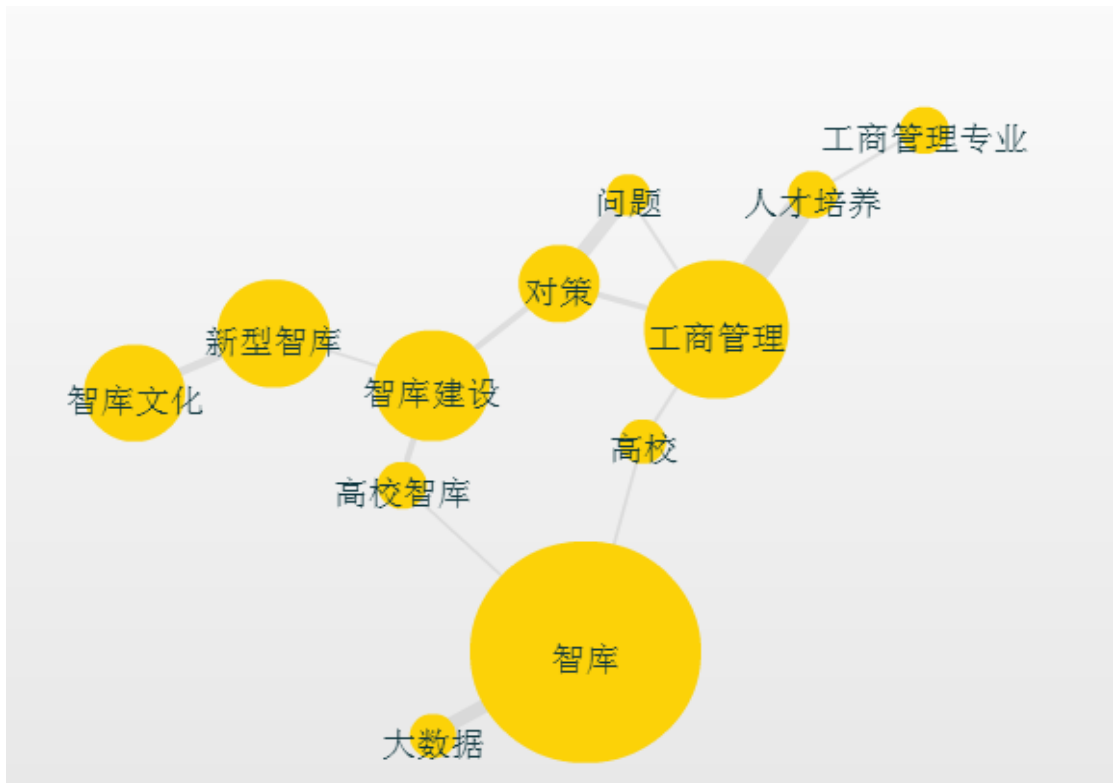 工商管理专业
问题
人才培养
对策
新型智库
工商管理
智库文化
智库建设
高校
高校智库
智库
大数据